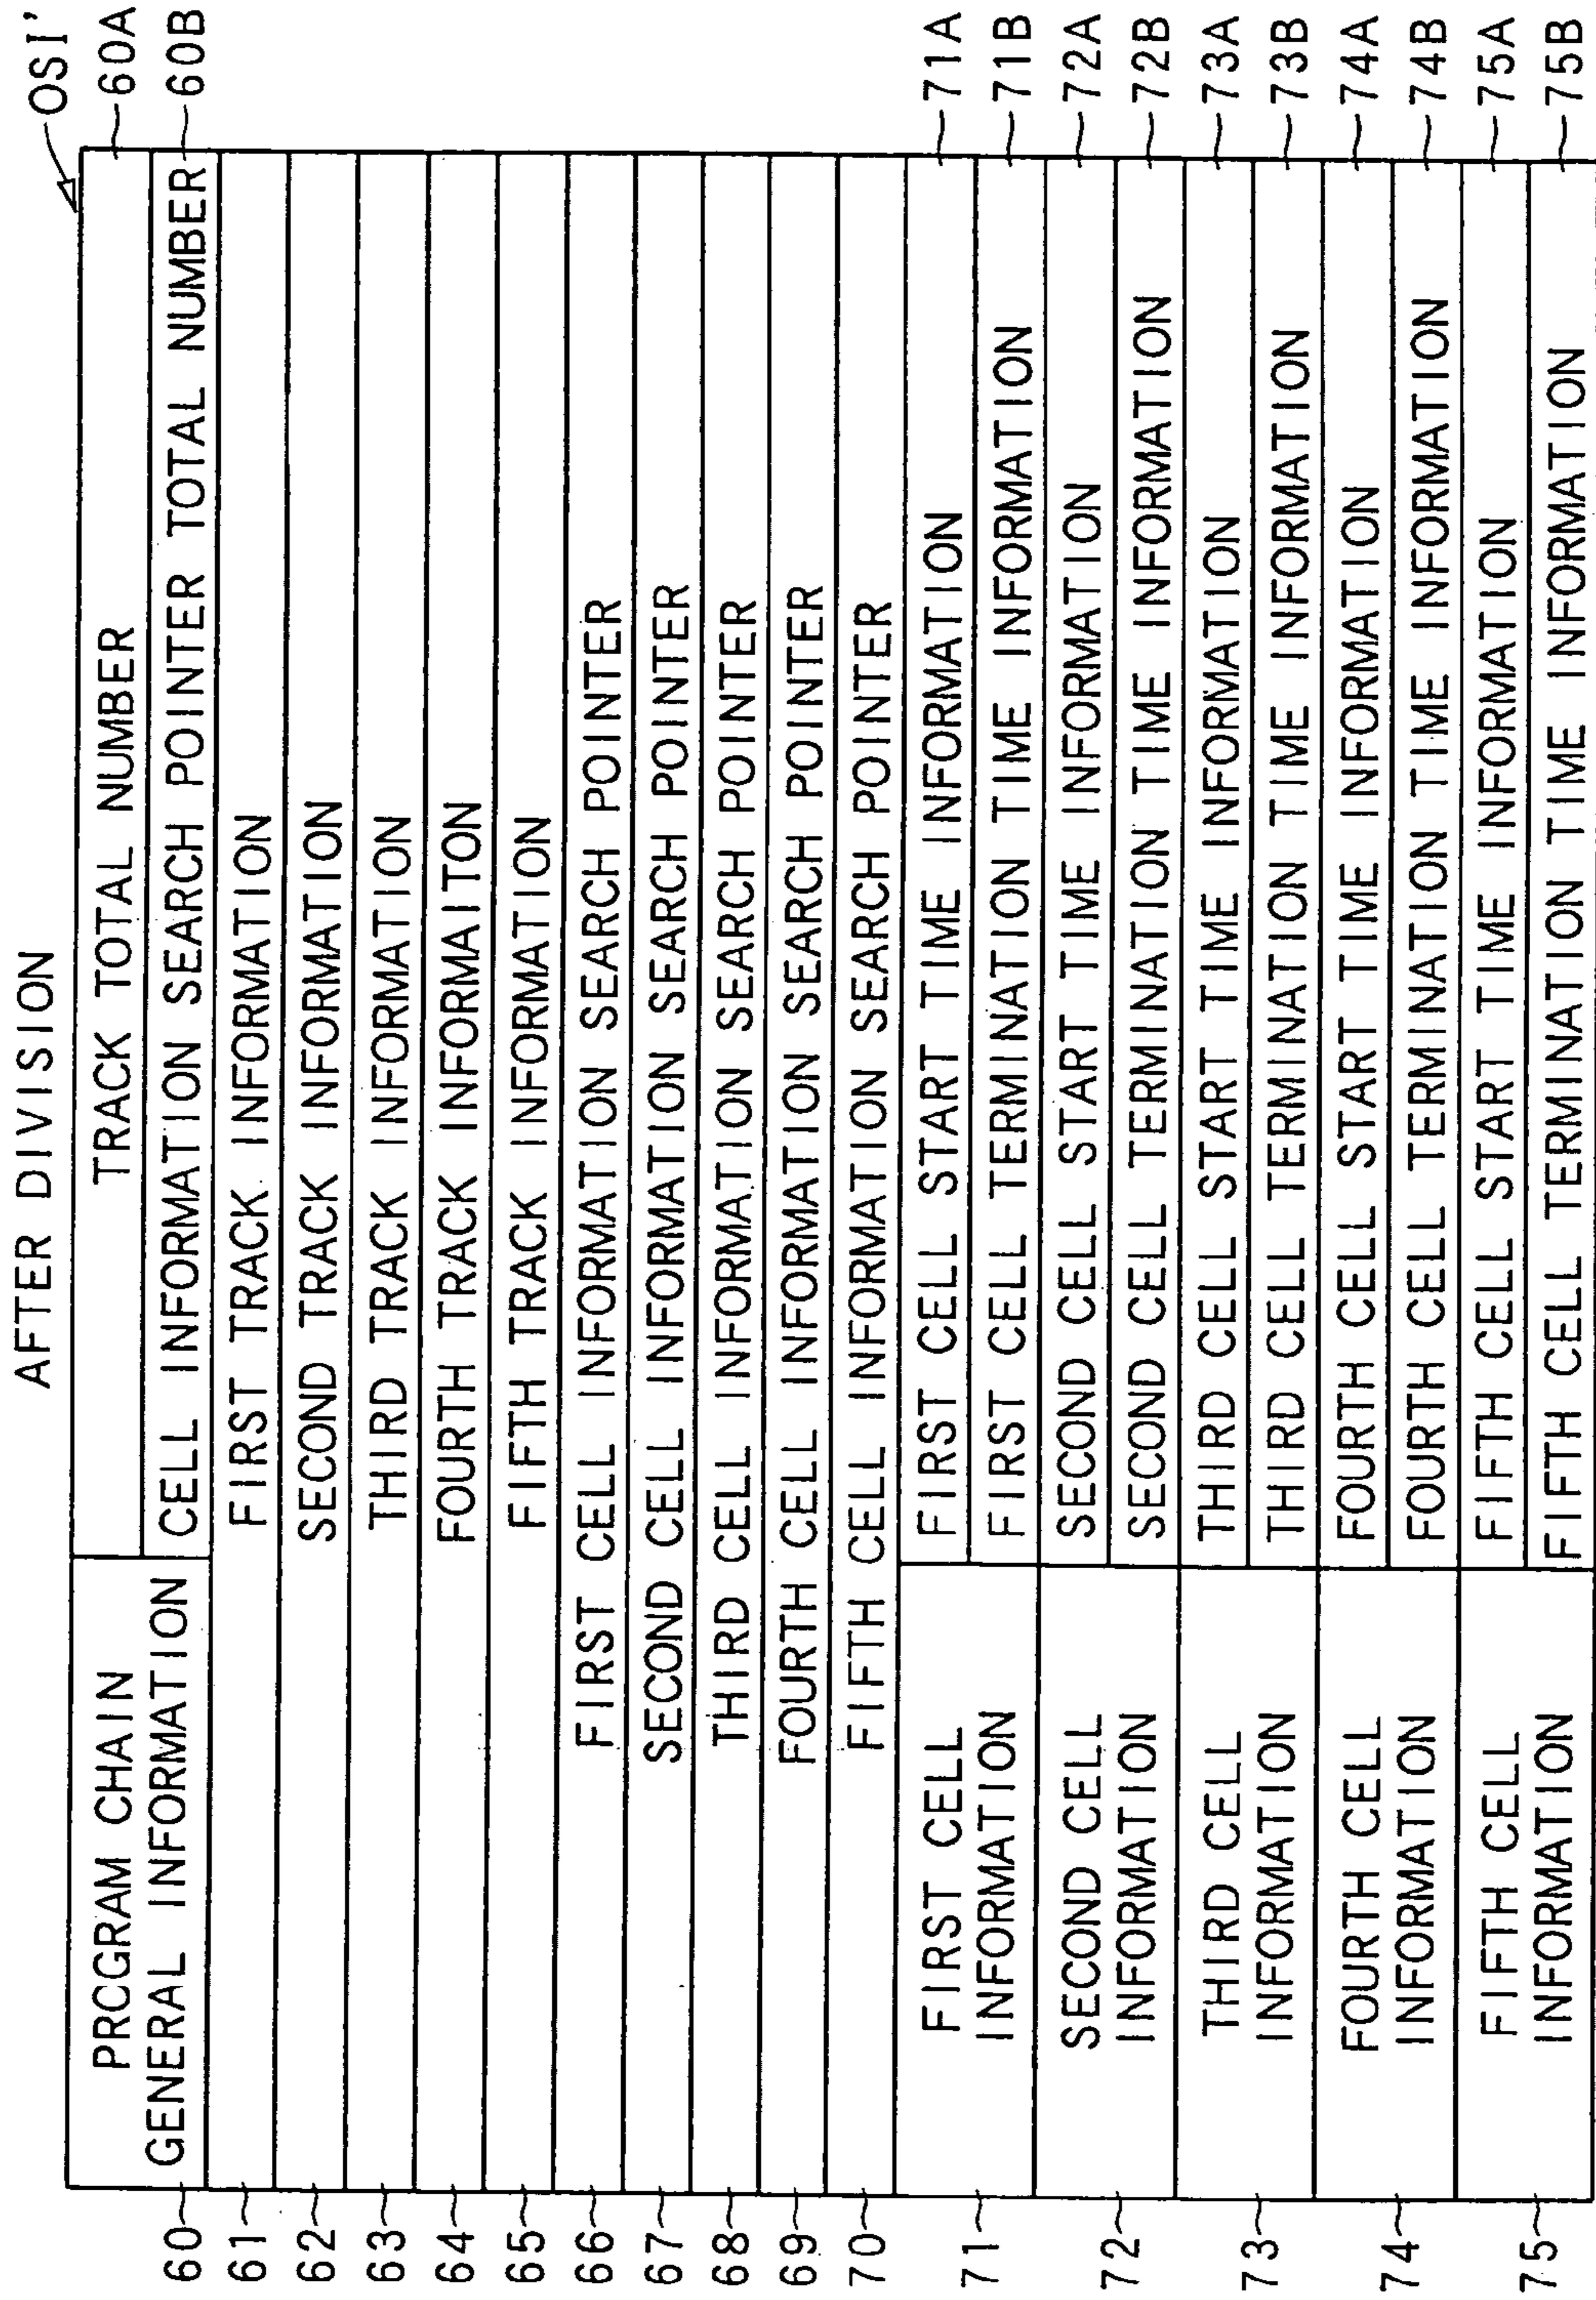 AFTER DIVISION
OSI'
60 PROGRAM CHAIN GENERAL INFORMATION
TRACK TOTAL NUMBER 60A
CELL INFORMATION SEARCH POINTER TOTAL NUMBER 60B
61 FIRST TRACK INFORMATION
62 SECOND TRACK INFORMATION
63 THIRD TRACK INFORMATION
64 FOURTH TRACK INFORMAITON
65 FIFTH TRACK INFORMATION
66 FIRST CELL INFORMATION SEARCH POINTER
67 SECOND CELL INFORMATION SEARCH POINTER
68 THIRD CELL INFORMATION SEARCH POINTER
69 FOURTH CELL INFORMATION SEARCH POINTER
70 FIFTH CELL INFORMATION SEARCH POINTER
71 FIRST CELL INFORMATION
FIRST CELL START TIME INFORMATION 71A
FIRST CELL TERMINATION TIME INFORMATION 71B
72 SECOND CELL INFORMATION
SECOND CELL START TIME INFORMATION 72A
SECOND CELL TERMINATION TIME INFORMATION 72B
73 THIRD CELL INFORMATION
THIRD CELL START TIME INFORMATION 73A
THIRD CELL TERMINATION TIME INFORMATION 73B
74 FOURTH CELL INFORMATION
FOURTH CELL START TIME INFORMATION 74A
FOURTH CELL TERMINATION TIME INFORMATION 74B
75 FIFTH CELL INFORMATION
FIFTH CELL START TIME INFORMATION 75A
FIFTH CELL TERMINATION TIME INFORMATION 75B